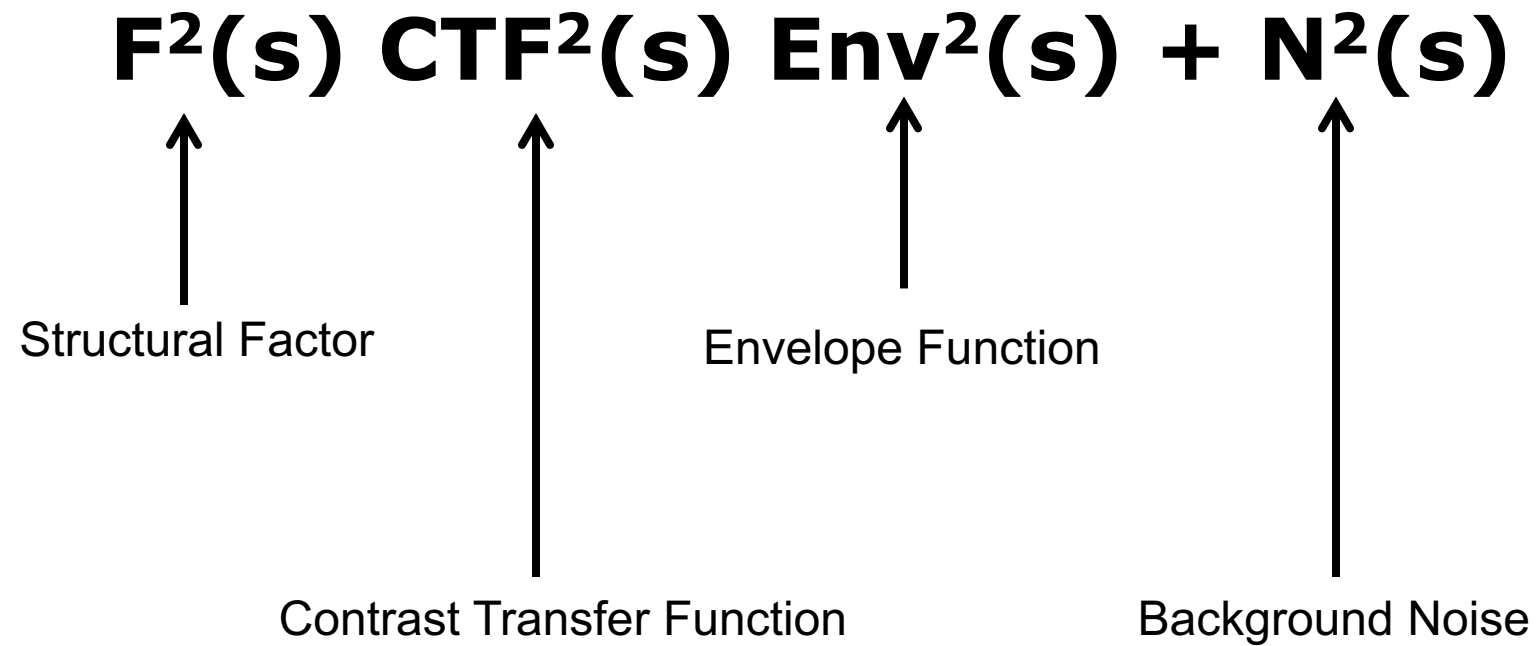 F²(s) CTF²(s) Env²(s) + N²(s)
Structural Factor
Envelope Function
Contrast Transfer Function
Background Noise